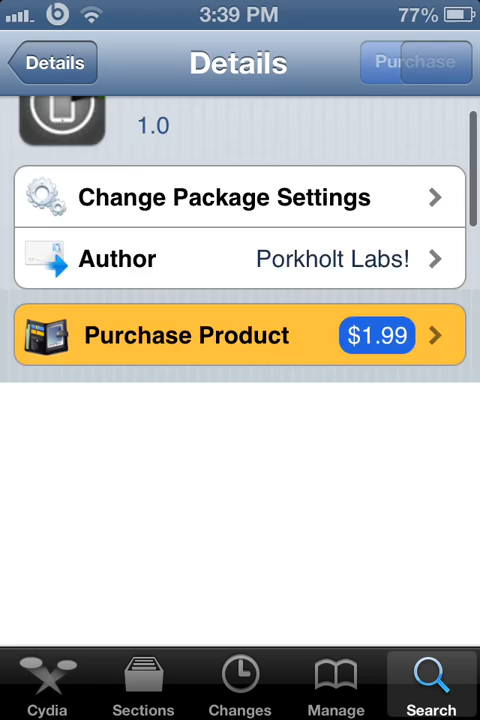 3:39 PM
77%
Details
Details
Purchase
1.0
Change Package Settings
Author
Porkholt Labs!
Purchase Product
$1.99
Cydia
Sections
Changes
Manage
Search